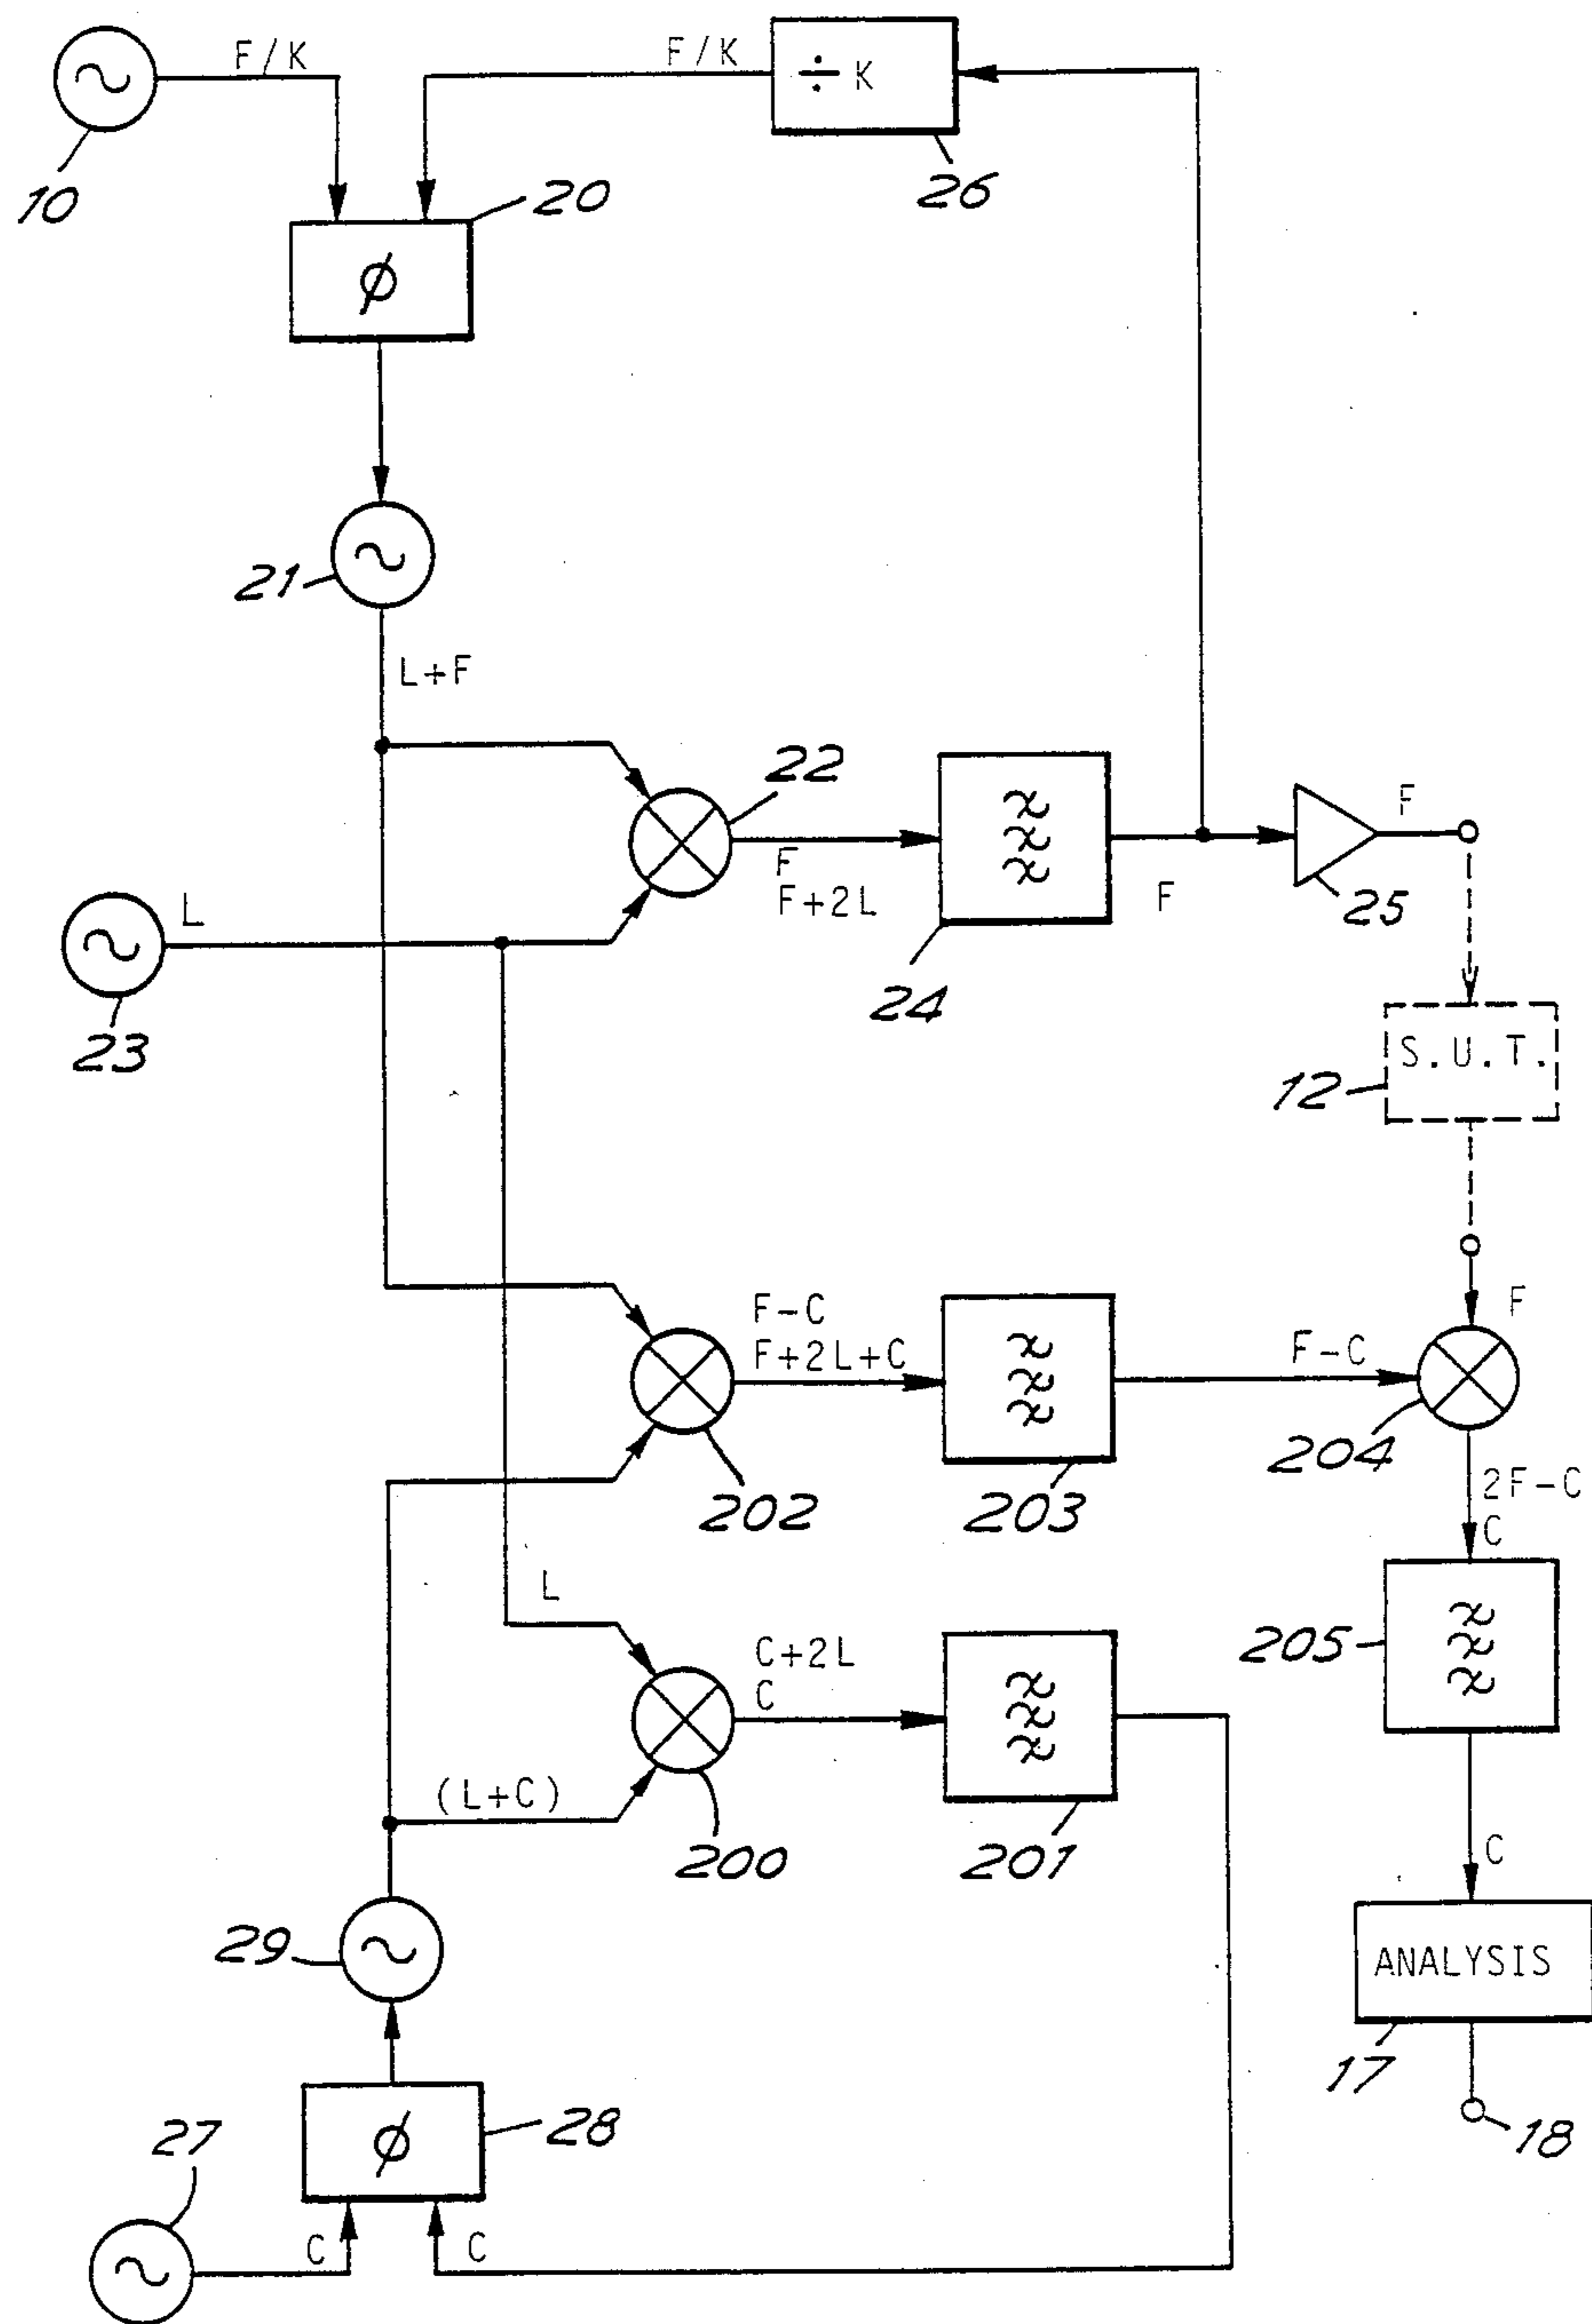 F/K
F/K
÷ K
10
20
26
φ
21
L+F
22
F
L
F
F+2L
F
25
23
24
S.U.T.
12
F-C
F+2L+C
F-C
F
204
202
203
2F-C
C
L
C+2L
C
205
(L+C)
200
201
C
29
ANALYSIS
17
27
φ
28
18
C
C